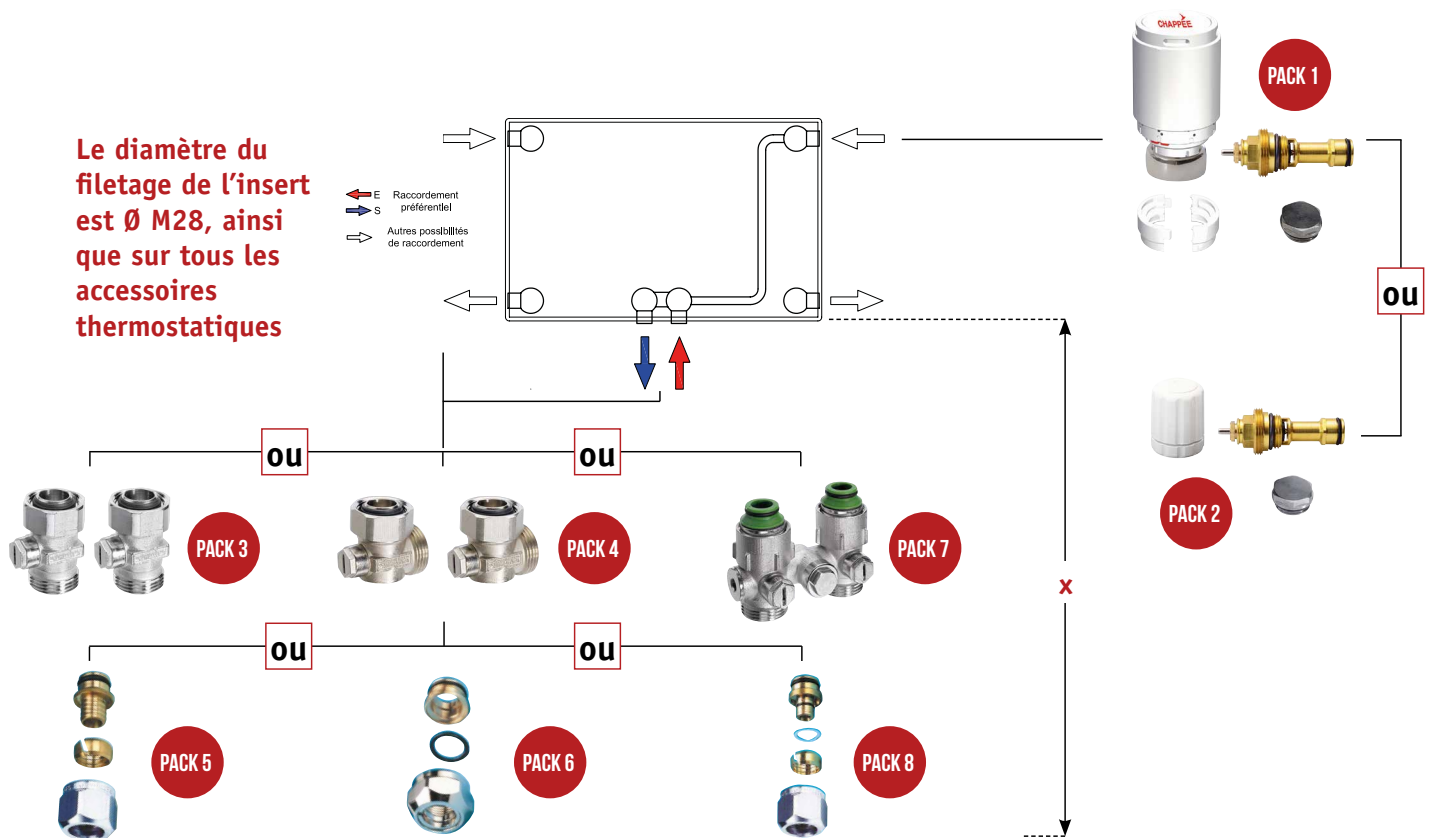 CHAPPÉE
PACK 1
Le diamètre du
filetage de l'insert
est Ø M28, ainsi
que sur tous les
accessoires
thermostatiques
E Raccordement
S préférentiel
Autres possibilités
de raccordement
ou
PACK 2
ou
ou
PACK 3
PACK 4
PACK 7
x
ou
ou
PACK 5
PACK 6
PACK 8